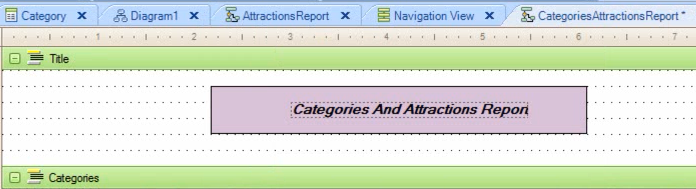 Category x Diagram1 x AttractionsReport x Navigation View x CategoriesAttractionsReport *
1 2 3 4 5 6 7
Title
Categories And Attractions Repor
Categories